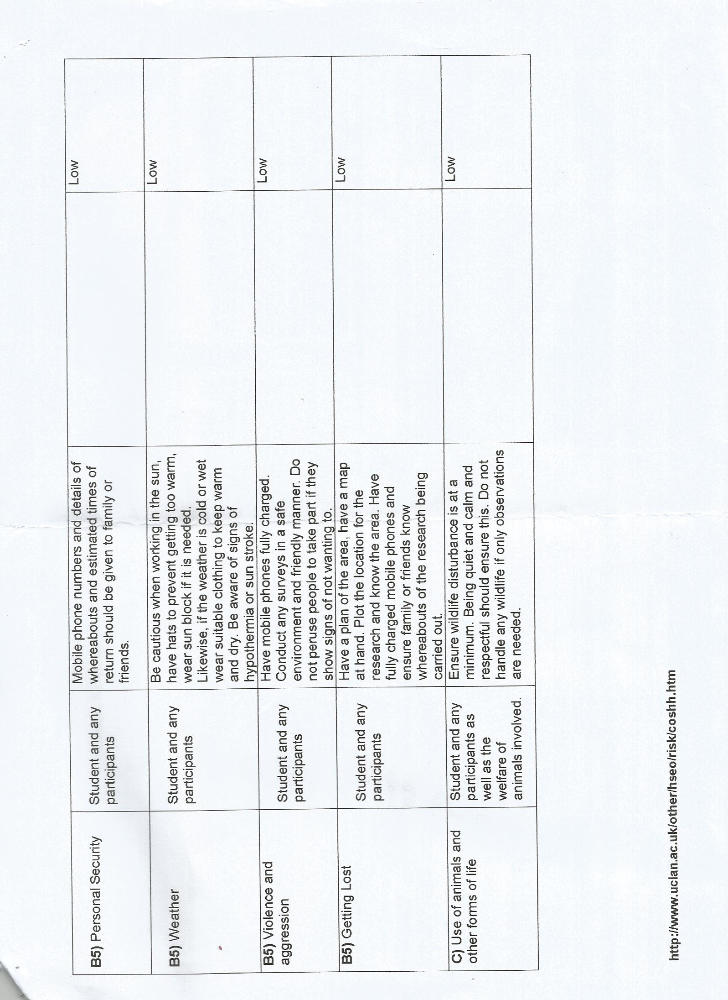 B5) Personal Security
Student and any
participants
Mobile phone numbers and details of
whereabouts and estimated times of
return should be given to family or
friends.
Low
B5) Weather
Student and any
participants
Be cautious when working in the sun,
have hats to prevent getting too warm,
wear sun block if it is needed.
Likewise, if the weather is cold or wet
wear suitable clothing to keep warm
and dry. Be aware of signs of
hypothermia or sun stroke.
Low
B5) Violence and
aggression
Student and any
participants
Have mobile phones fully charged.
Conduct any surveys in a safe
environment and friendly manner. Do
not peruse people to take part if they
show signs of not wanting to.
Low
B5) Getting Lost
Student and any
participants
Have a plan of the area, have a map
at hand. Plot the location for the
research and know the area. Have
fully charged mobile phones and
ensure family or friends know
whereabouts of the research being
carried out.
Low
C) Use of animals and
other forms of life
Student and any
participants as
well as the
welfare of
animals involved.
Ensure wildlife disturbance is at a
minimum. Being quiet and calm and
respectful should ensure this. Do not
handle any wildlife if only observations
are needed.
Low
http://www.uclan.ac.uk/other/hseo/risk/coshh.htm